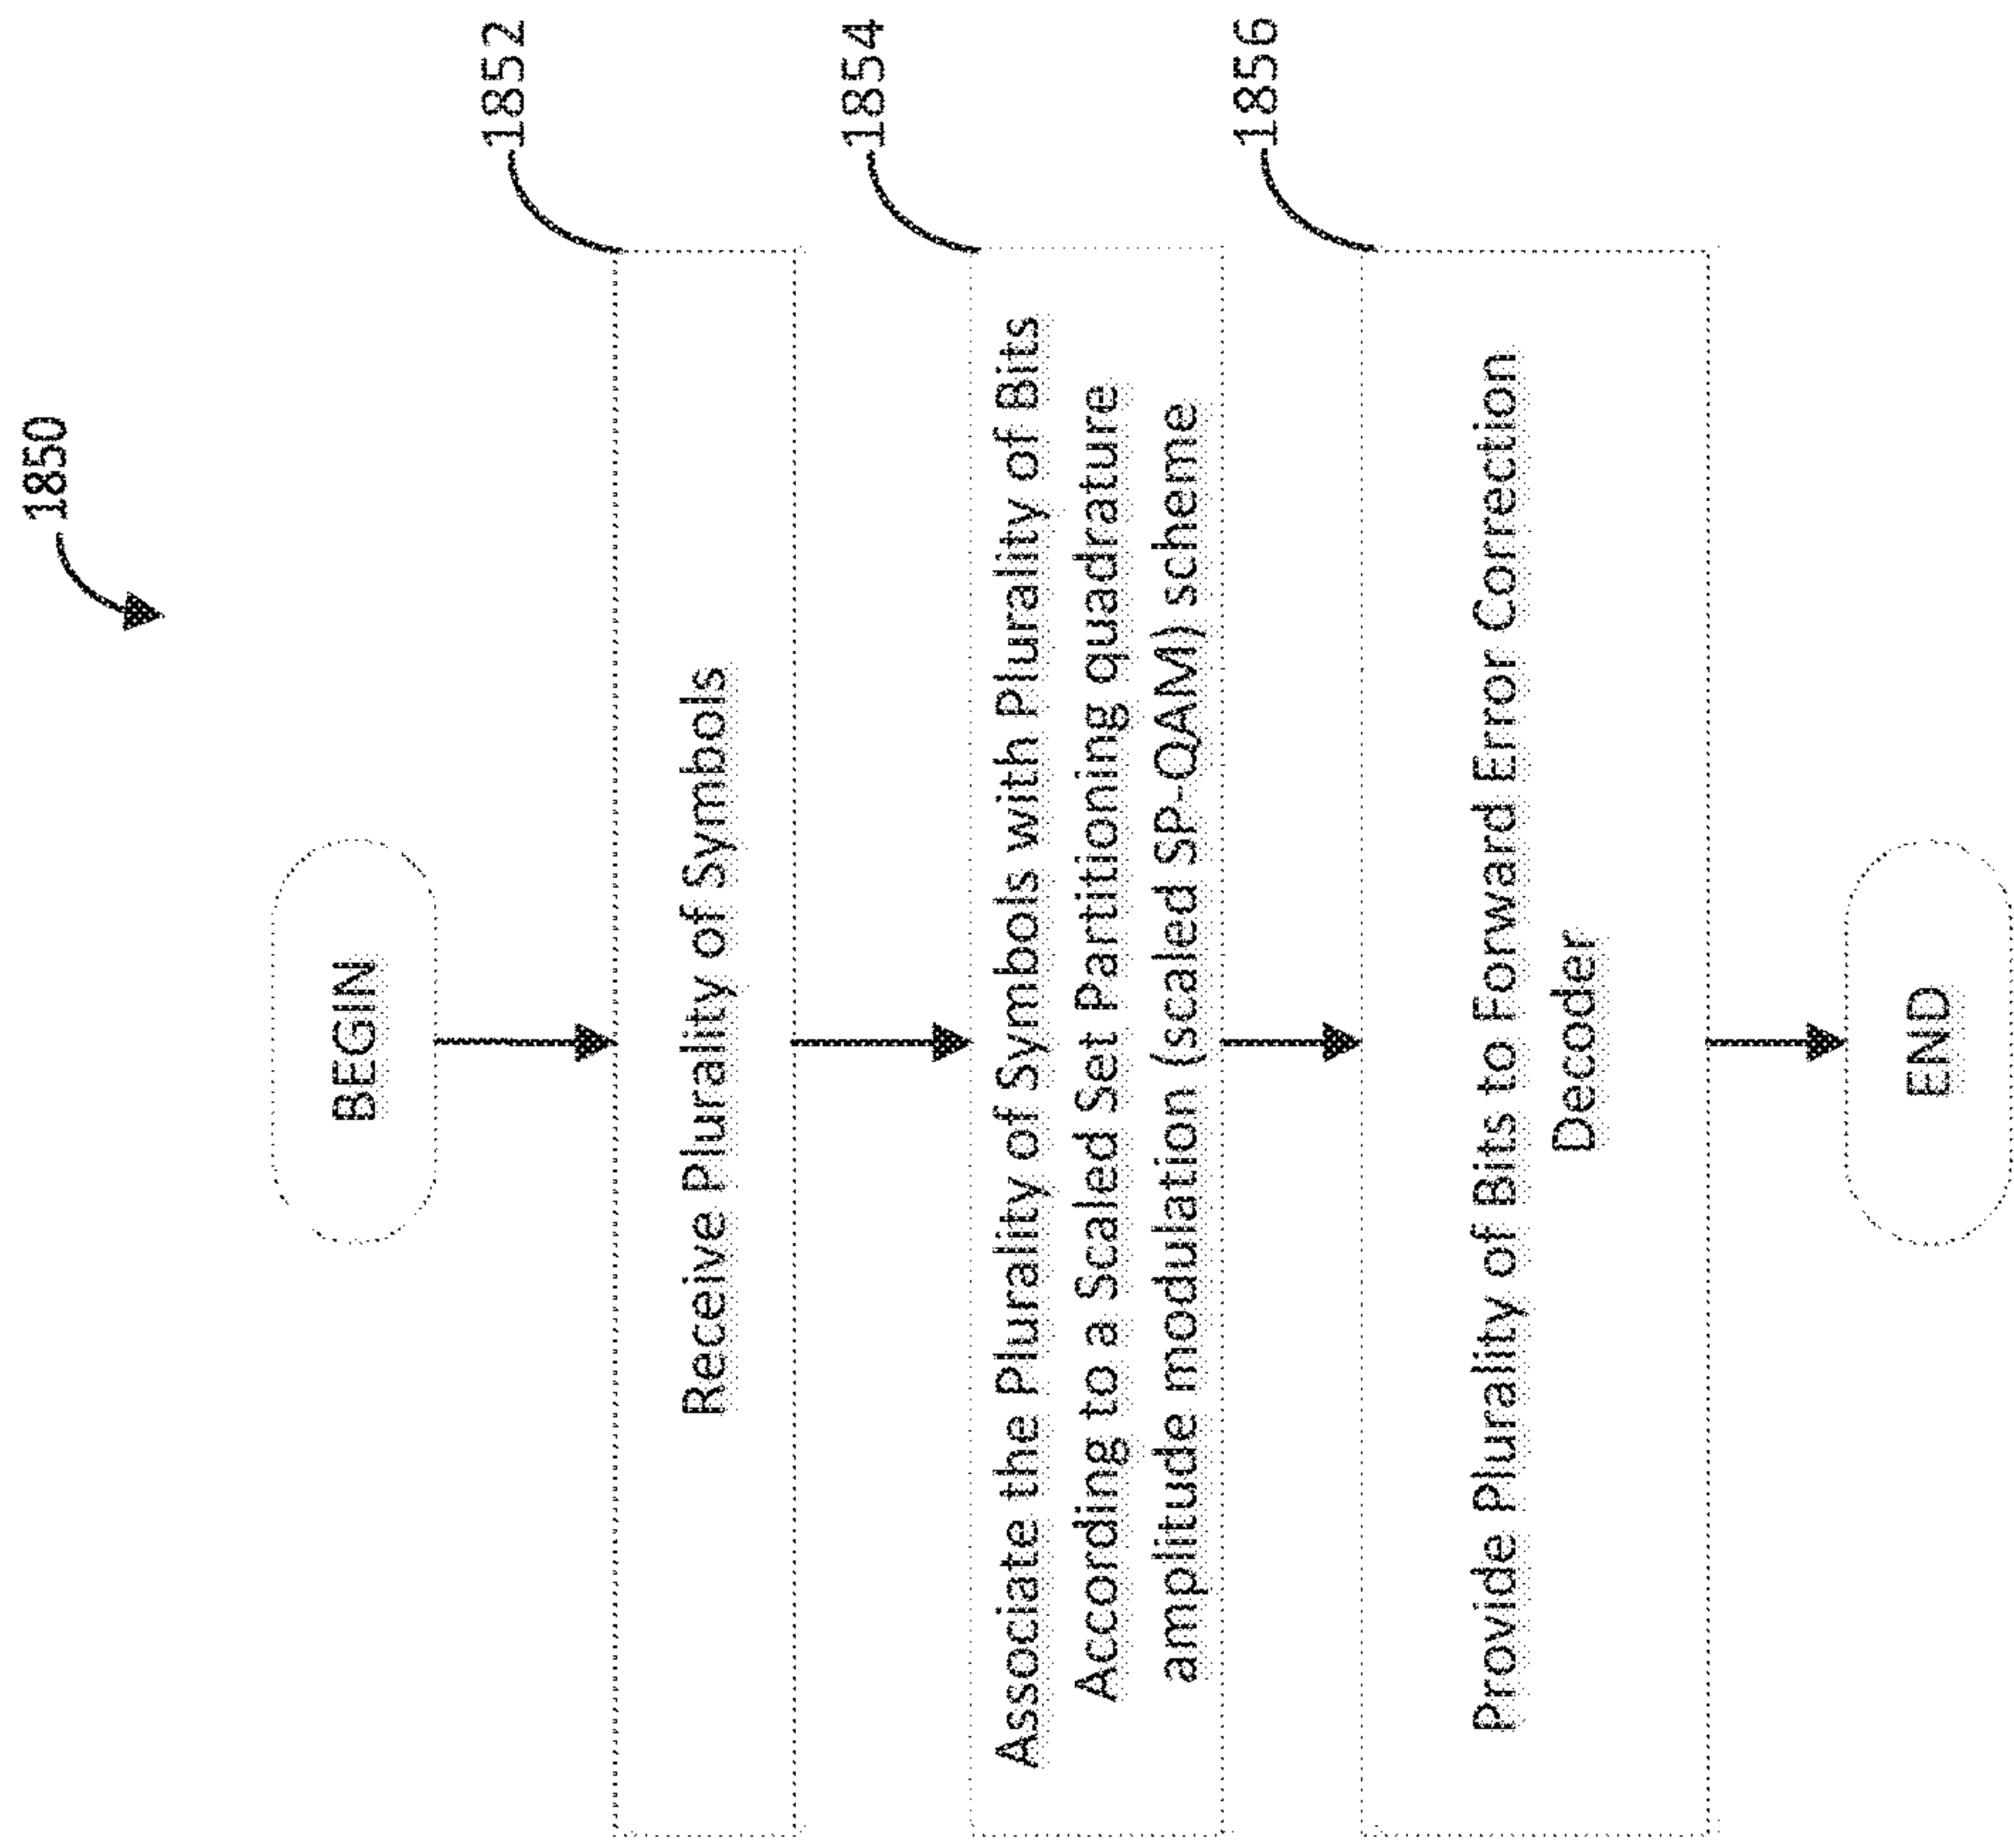 1850
BEGIN
1852
Receive Plurality of Symbols
1854
Associate the Plurality of Symbols with Plurality of Bits
According to a Scaled Set Partitioning quadrature
amplitude modulation (scaled SP-QAM) scheme
1856
Provide Plurality of Bits to Forward Error Correction
Decoder
END